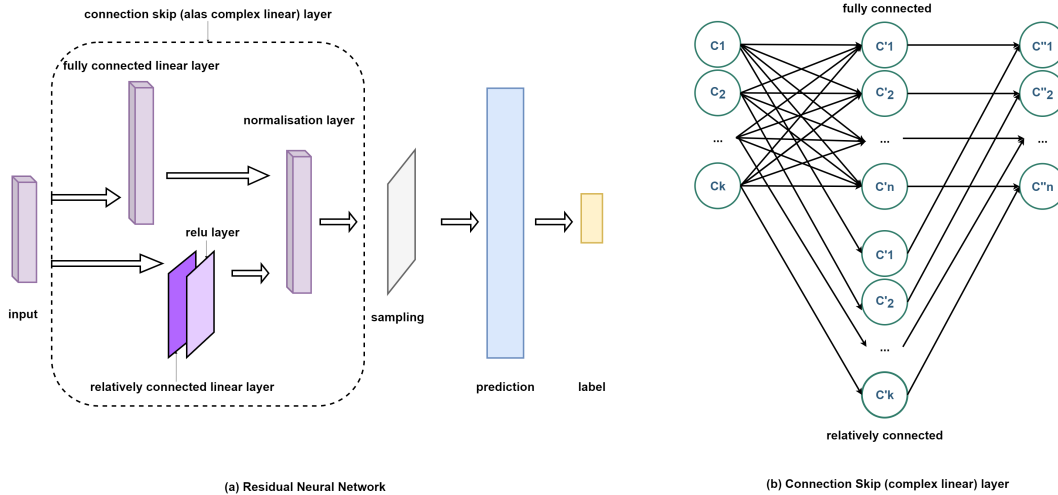 connection skip (alas complex linear) layer
fully connected linear layer
normalisation layer
relu layer
input
sampling
relatively connected linear layer
prediction
label
(a) Residual Neural Network
fully connected
C1
C'1
C''1
C2
C'2
C''2
...
...
...
Ck
C'n
C''n
C'1
C'2
...
C'k
relatively connected
(b) Connection Skip (complex linear) layer